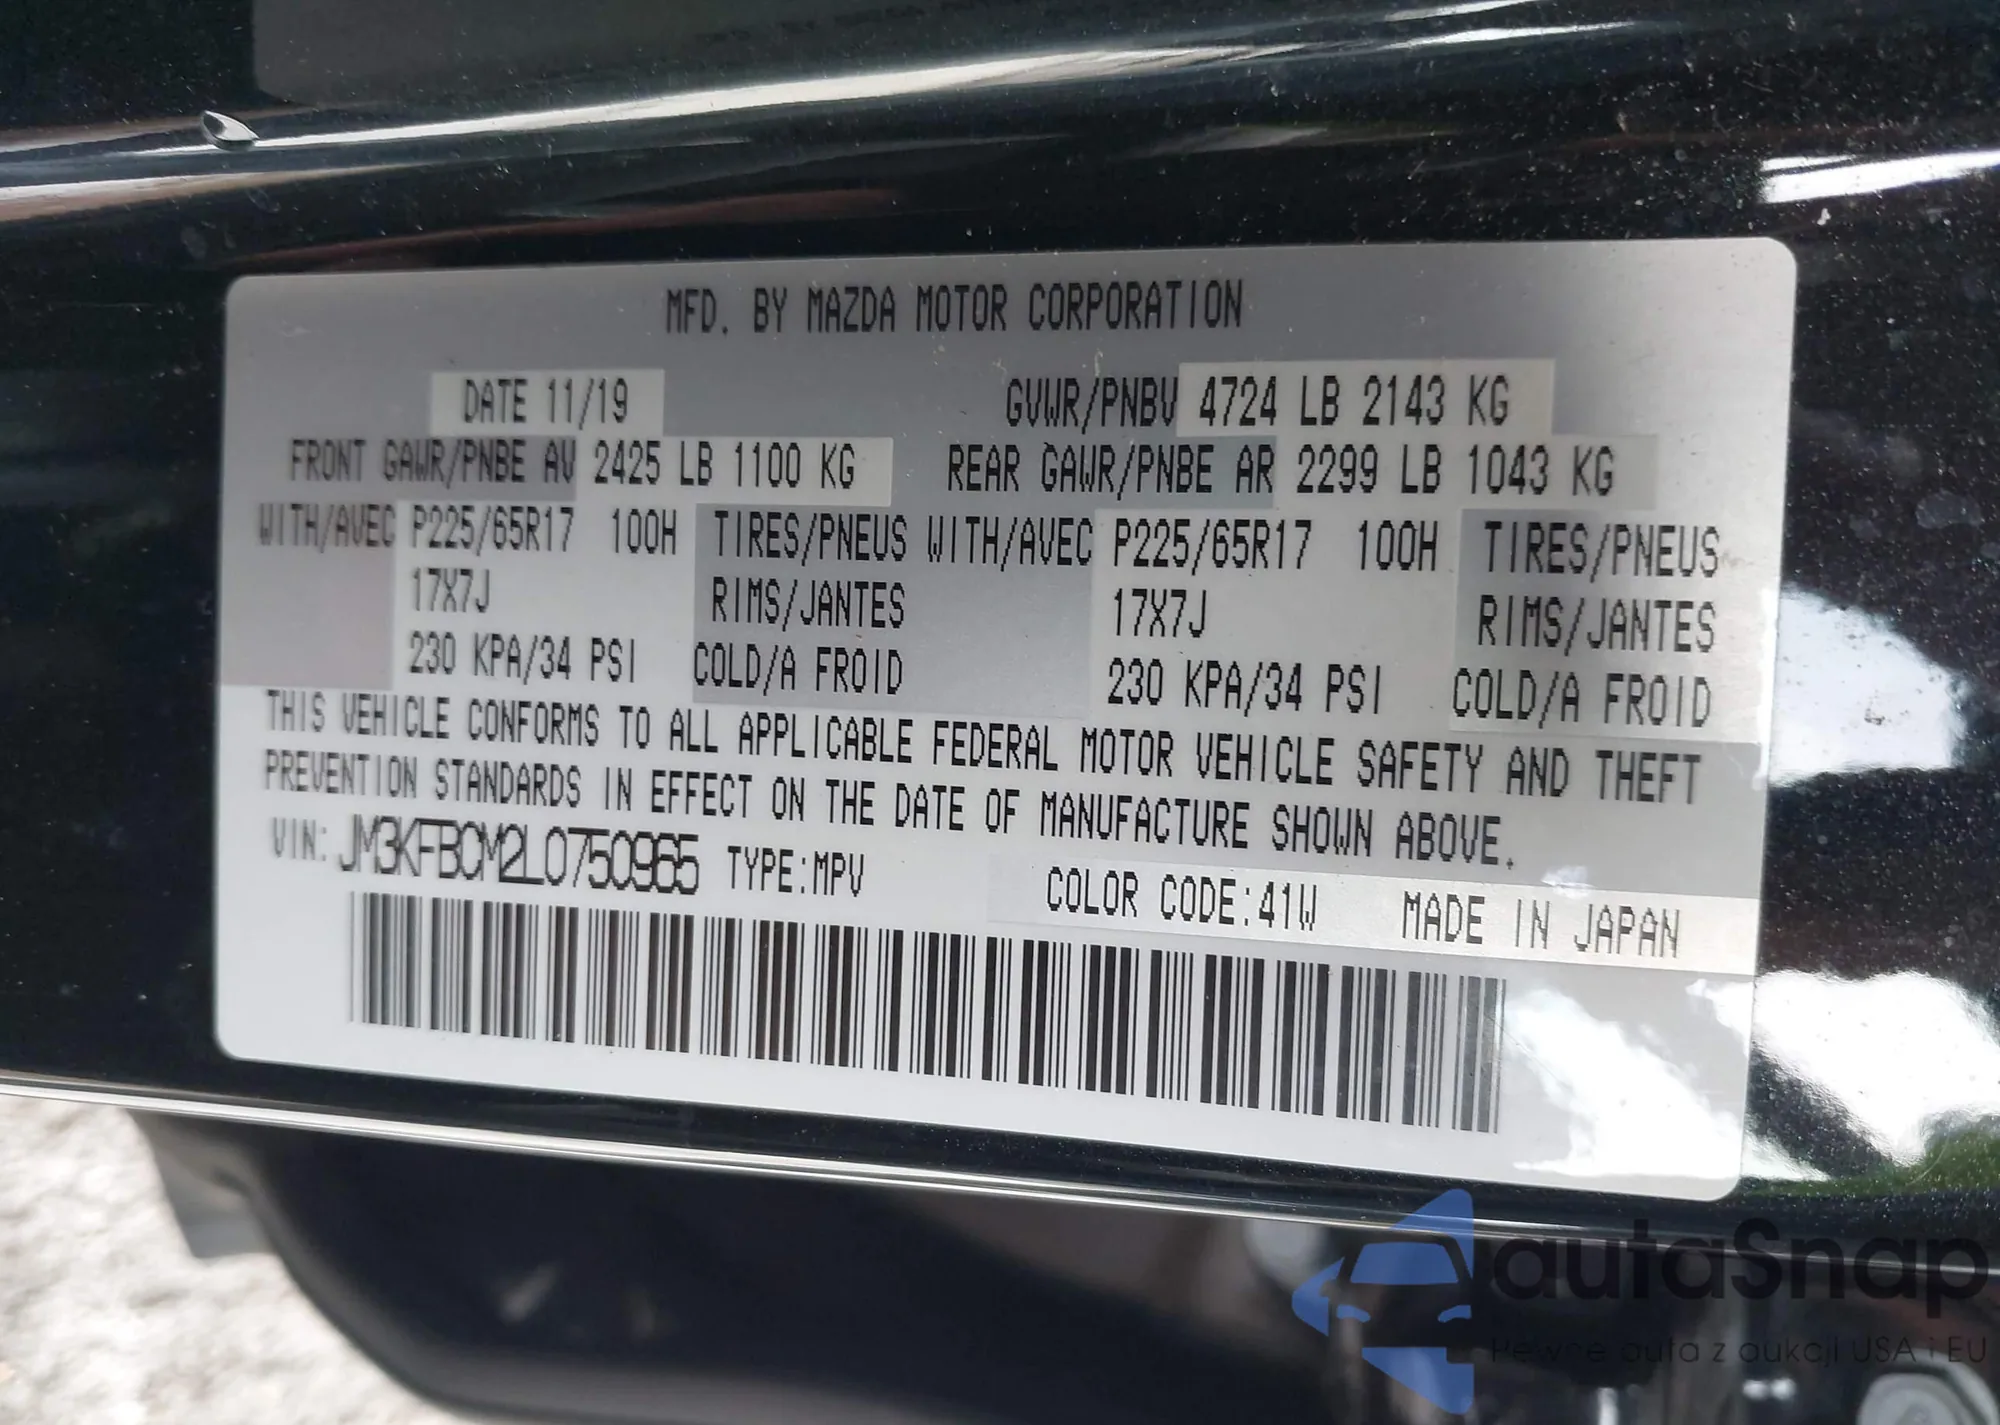 MFD. BY MAZDA MOTOR CORPORATION
DATE 11/19 GVWR/PNBV 4724 LB 2143 KG
FRONT GAWR/PNBE AV 2425 LB 1100 KG REAR GAWR/PNBE AR 2299 LB 1043 KG
WITH/AVEC P225/65R17 100H TIRES/PNEUS WITH/AVEC P225/65R17 100H TIRES/PNEUS
17X7J RIMS/JANTES 17X7J RIMS/JANTES
230 KPA/34 PSI COLD/A FROID 230 KPA/34 PSI COLD/A FROID
THIS VEHICLE CONFORMS TO ALL APPLICABLE FEDERAL MOTOR VEHICLE SAFETY AND THEFT
PREVENTION STANDARDS IN EFFECT ON THE DATE OF MANUFACTURE SHOWN ABOVE.
VIN: JM3KFBCM2L0750965 TYPE:MPV COLOR CODE:41W MADE IN JAPAN
autaSnap
auta z aukcji USA i EU